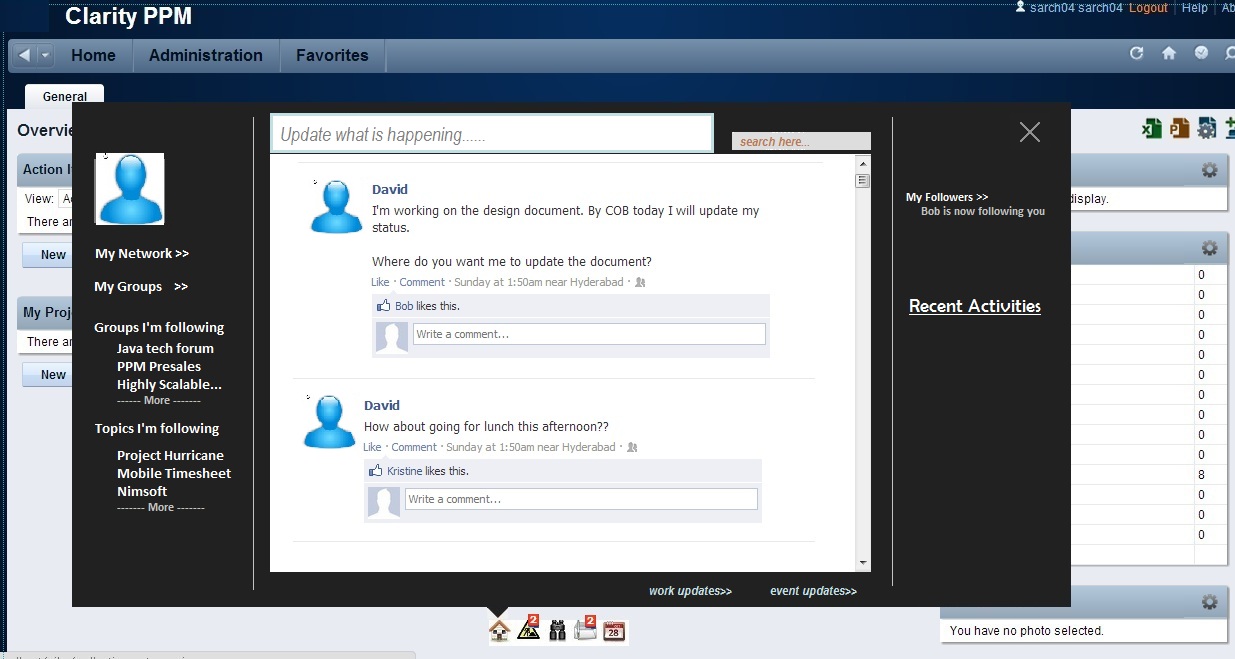 Clarity PPM
sarch04 sarch04 Logout Help
Home Administration Favorites
General
Overvie
Action I
View:
There ar
New
My Proj
There ar
New
My Network >>
My Groups >>
Groups I'm following
Java tech forum
PPM Presales
Highly Scalable...
------ More -------
Topics I'm following
Project Hurricane
Mobile Timesheet
Nimsoft
------- More -------
Update what is happening......
search here...
David
I'm working on the design document. By COB today I will update my
status.
Where do you want me to update the document?
Like · Comment · Sunday at 1:50am near Hyderabad ·
Bob likes this.
Write a comment...
David
How about going for lunch this afternoon??
Like · Comment · Sunday at 1:50am near Hyderabad ·
Kristine likes this.
Write a comment...
work updates>> event updates>>
My Followers >>
Bob is now following you
Recent Activities
display.
0
0
0
0
0
0
0
0
0
0
8
0
0
0
You have no photo selected.
2
2
28